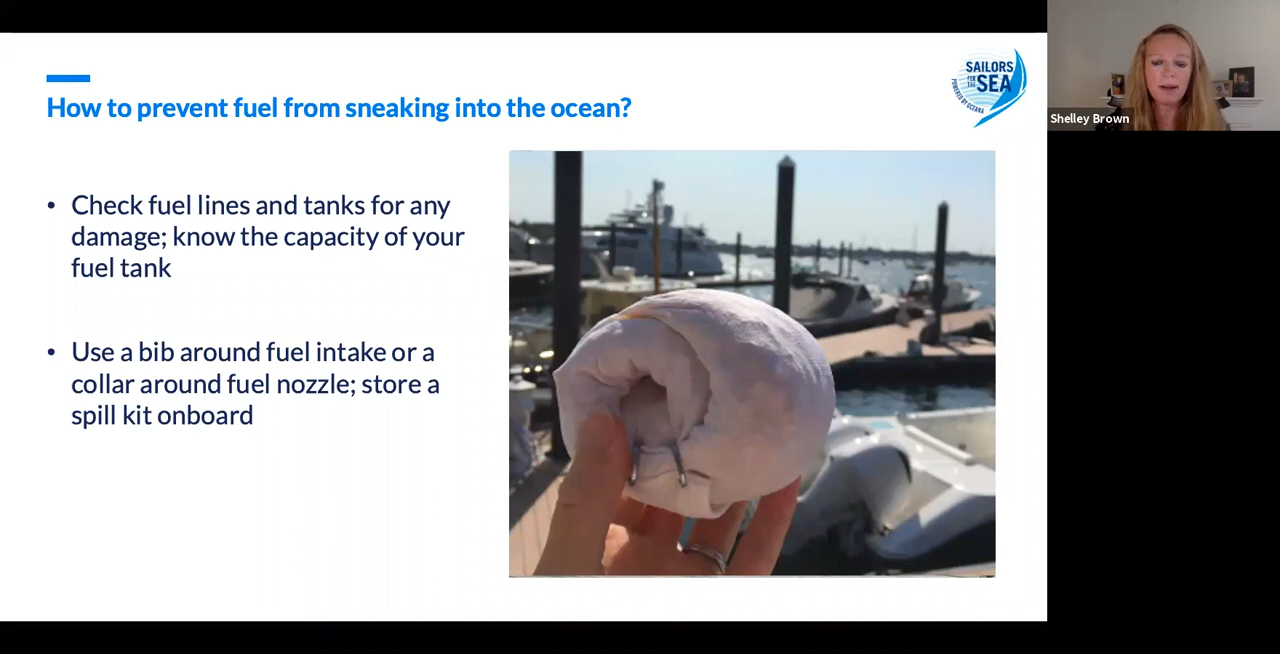 How to prevent fuel from sneaking into the ocean?
SAILORS
FOR
THE SEA
POWERED BY OCEANA
• Check fuel lines and tanks for any
damage; know the capacity of your
fuel tank
• Use a bib around fuel intake or a
collar around fuel nozzle; store a
spill kit onboard
Shelley Brown